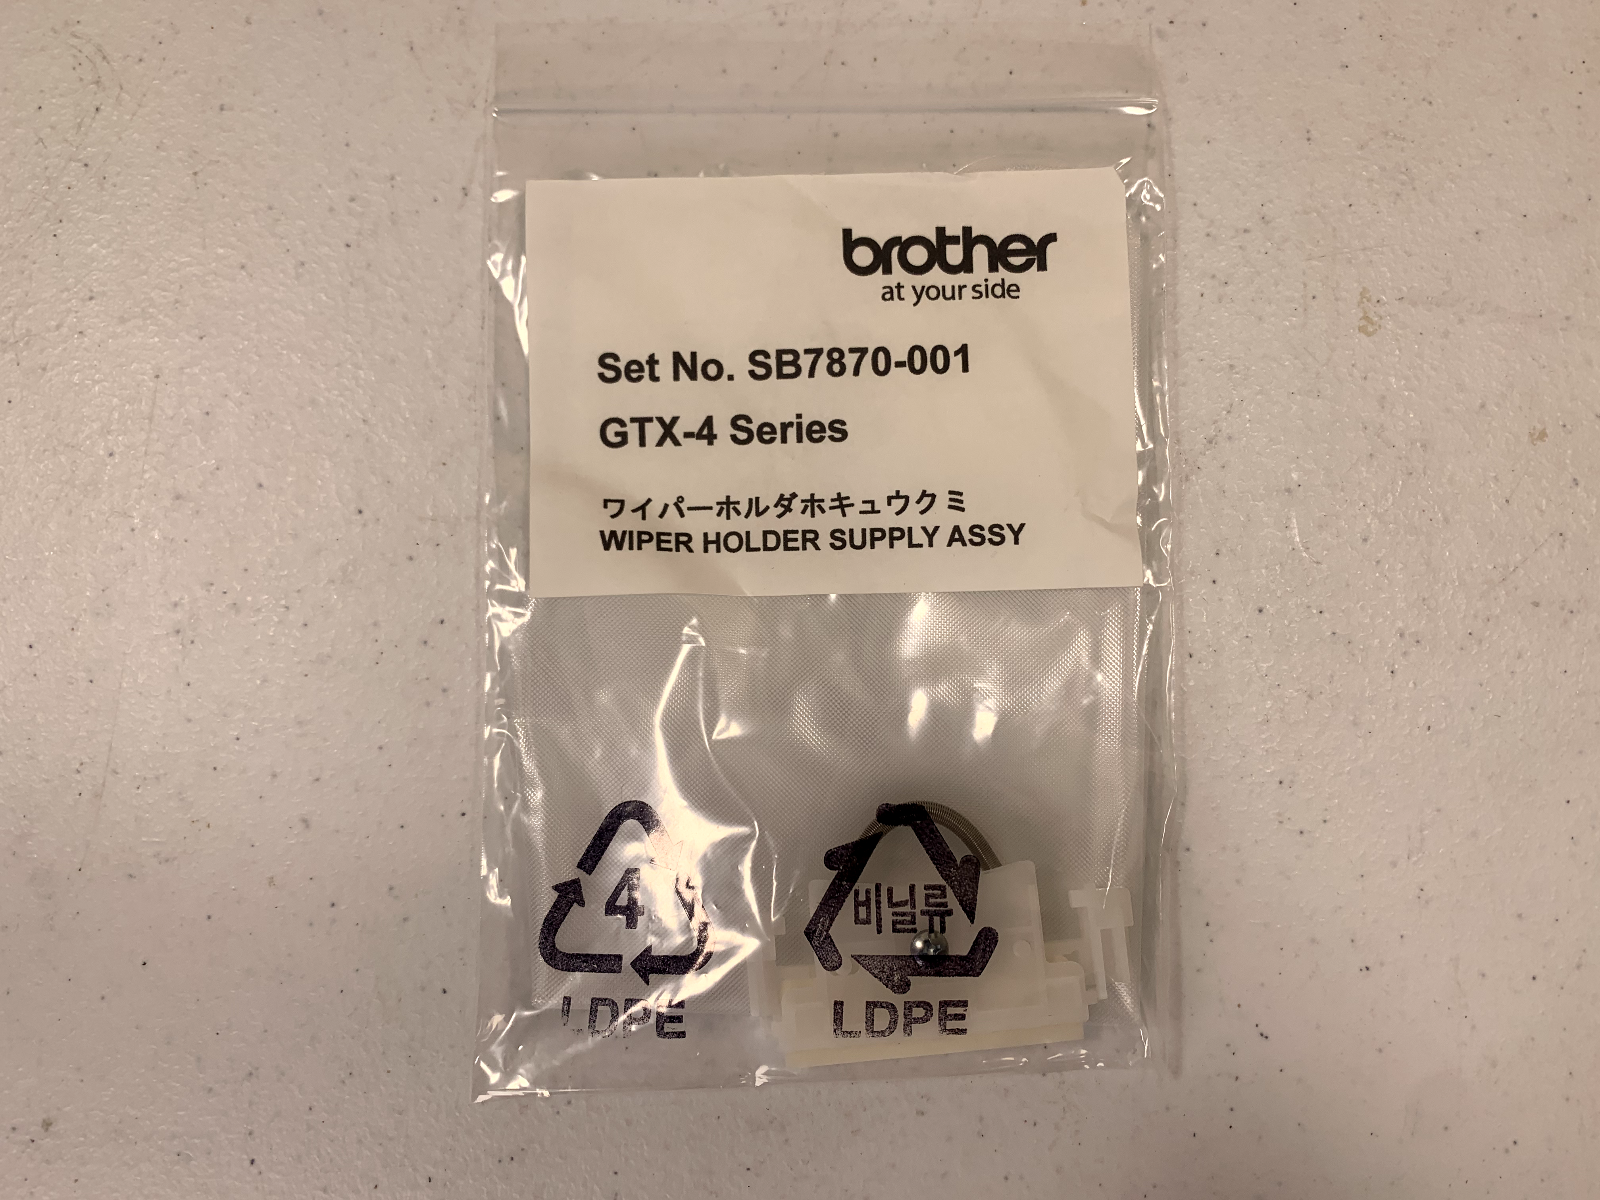 brother
at your side
Set No. SB7870-001
GTX-4 Series
ワイパーホルダホキュウクミ
WIPER HOLDER SUPPLY ASSY
4
LDPE
비닐류
LDPE